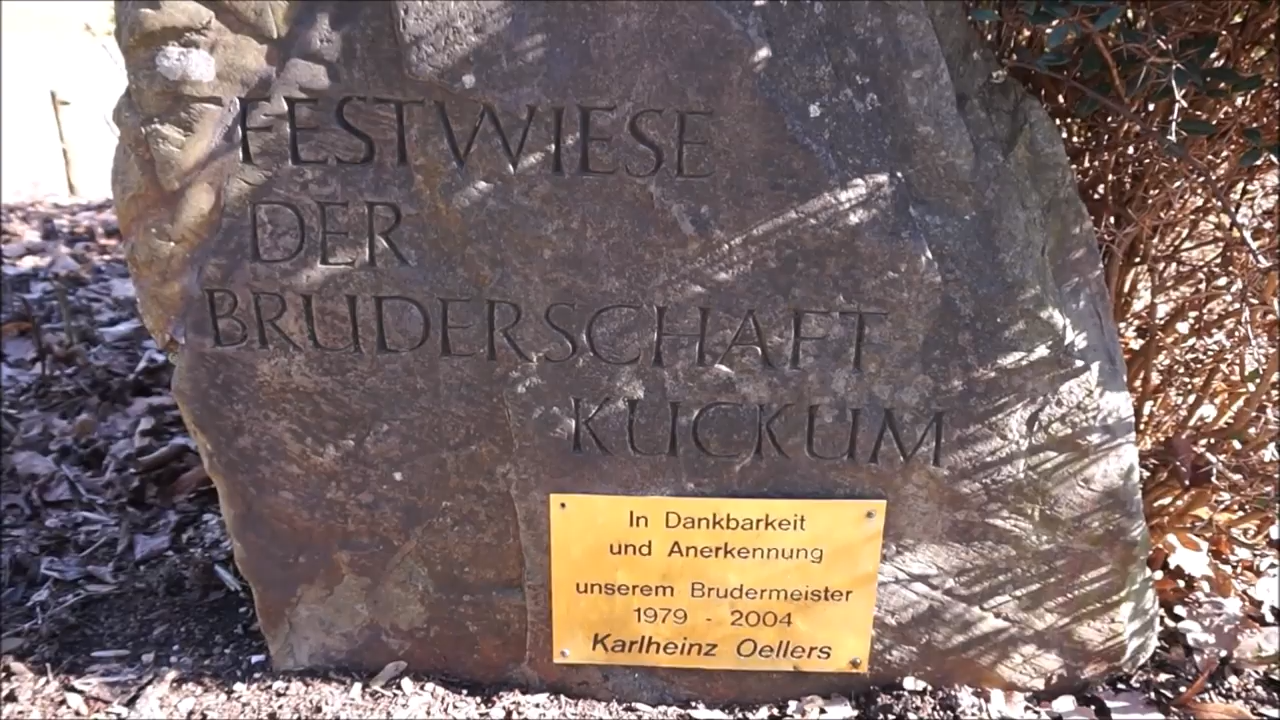 FESTWIESE
DER
BRUDERSCHAFT
KUCKUM
In Dankbarkeit
und Anerkennung
unserem Brudermeister
1979 - 2004
Karlheinz Oellers